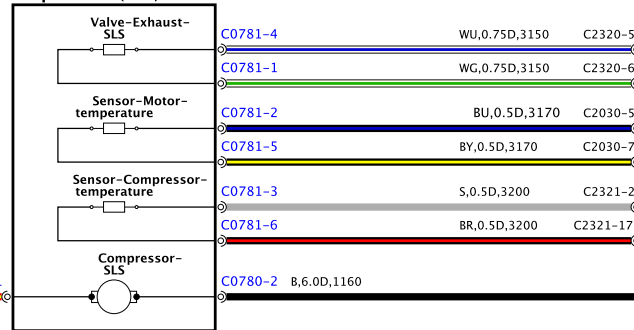 Valve-Exhaust-
SLS
C0781-4 WU,0.75D,3150 C2320-5
C0781-1 WG,0.75D,3150 C2320-6
Sensor-Motor-
temperature
C0781-2 BU,0.5D,3170 C2030-5
C0781-5 BY,0.5D,3170 C2030-7
Sensor-Compressor-
temperature
C0781-3 S,0.5D,3200 C2321-2
C0781-6 BR,0.5D,3200 C2321-17
Compressor-
SLS
C0780-2 B,6.0D,1160